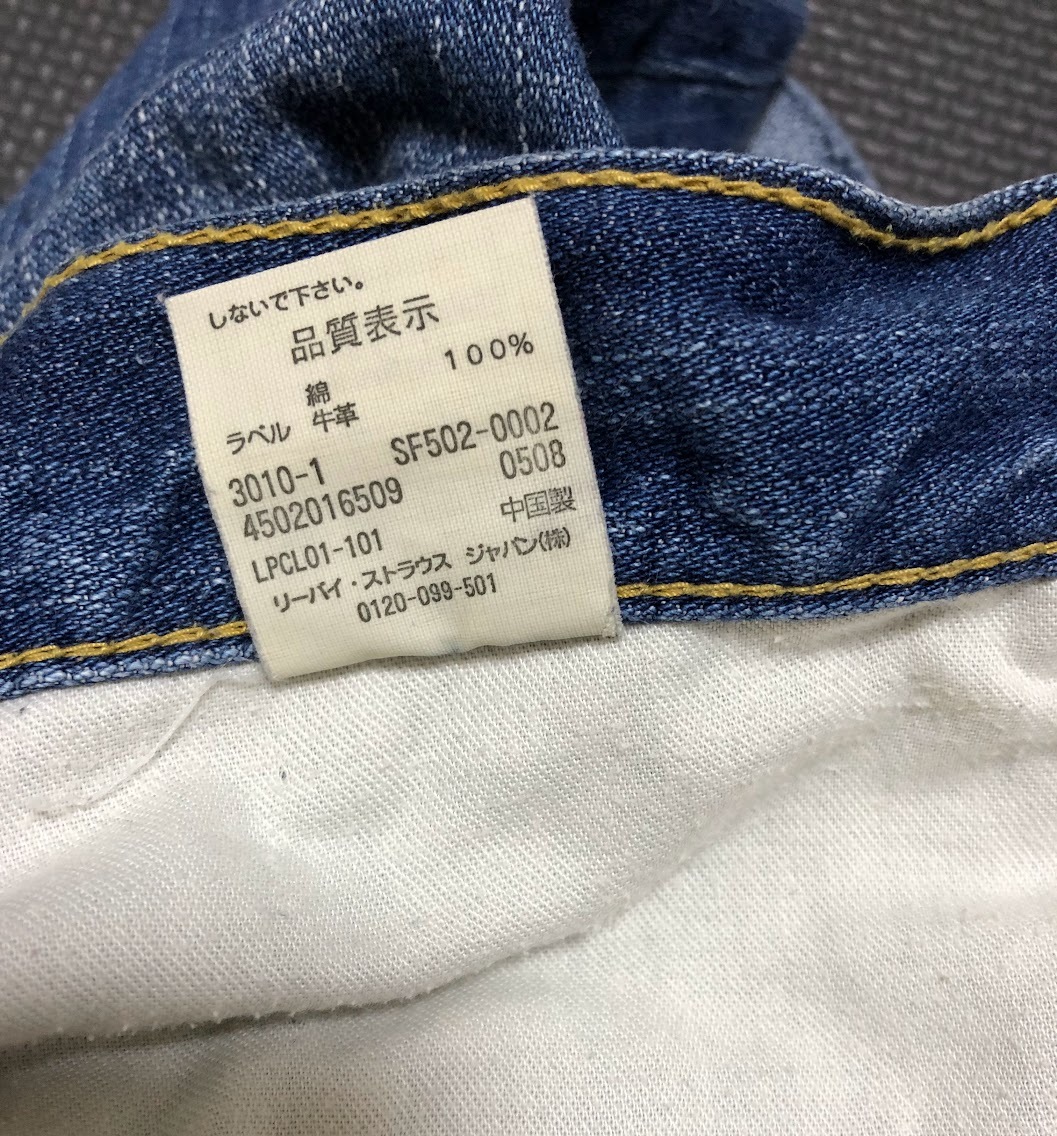 しないで下さい。
品質表示
綿 100%
ラベル 牛革
3010-1 SF502-0002
4502016509 0508
LPCL01-101 中国製
リーバイ・ストラウス ジャパン(株)
0120-099-501